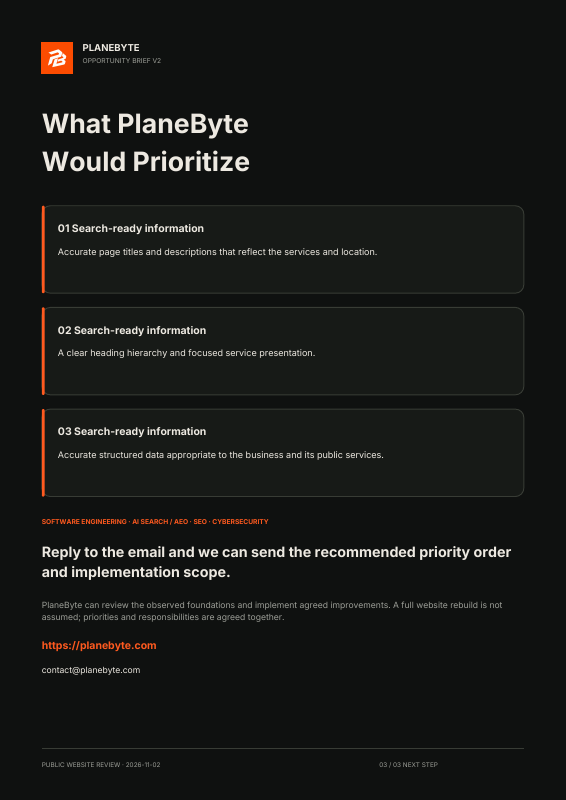 PLANEBYTE
OPPORTUNITY BRIEF V2
What PlaneByte
Would Prioritize
01 Search-ready information
Accurate page titles and descriptions that reflect the services and location.
02 Search-ready information
A clear heading hierarchy and focused service presentation.
03 Search-ready information
Accurate structured data appropriate to the business and its public services.
SOFTWARE ENGINEERING · AI SEARCH / AEO · SEO · CYBERSECURITY
Reply to the email and we can send the recommended priority order
and implementation scope.
PlaneByte can review the observed foundations and implement agreed improvements. A full website rebuild is not
assumed; priorities and responsibilities are agreed together.
https://planebyte.com
contact@planebyte.com
PUBLIC WEBSITE REVIEW · 2026-11-02
03 / 03 NEXT STEP